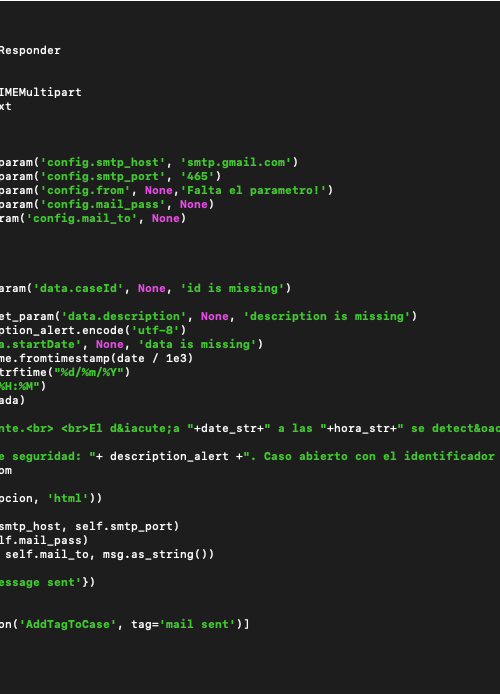 Responder
IMEMultipart
xt
param('config.smtp_host', 'smtp.gmail.com')
param('config.smtp_port', '465')
param('config.from', None,'Falta el parametro!')
param('config.mail_pass', None)
ram('config.mail_to', None)
aram('data.caseId', None, 'id is missing')
et_param('data.description', None, 'description is missing')
ption_alert.encode('utf-8')
a.startDate', None, 'data is missing')
me.fromtimestamp(date / 1e3)
trftime("%d/%m/%Y")
%H:%M")
ada)
nte.<br> <br>El d&iacute;a "+date_str+" a las "+hora_str+" se detect&oac
e seguridad: "+ description_alert +". Caso abierto con el identificador
om
pcion, 'html'))
smtp_host, self.smtp_port)
lf.mail_pass)
self.mail_to, msg.as_string())
essage sent'})
on('AddTagToCase', tag='mail sent')]